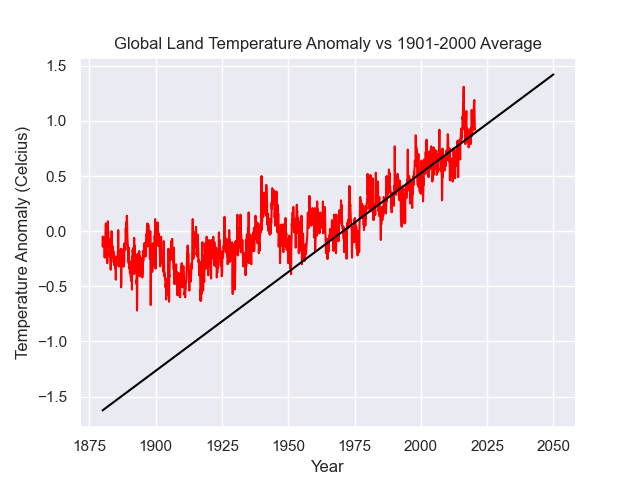 Global Land Temperature Anomaly vs 1901-2000 Average
Temperature Anomaly (Celcius)
1.5
1.0
0.5
0.0
−0.5
−1.0
−1.5
1875 1900 1925 1950 1975 2000 2025 2050
Year